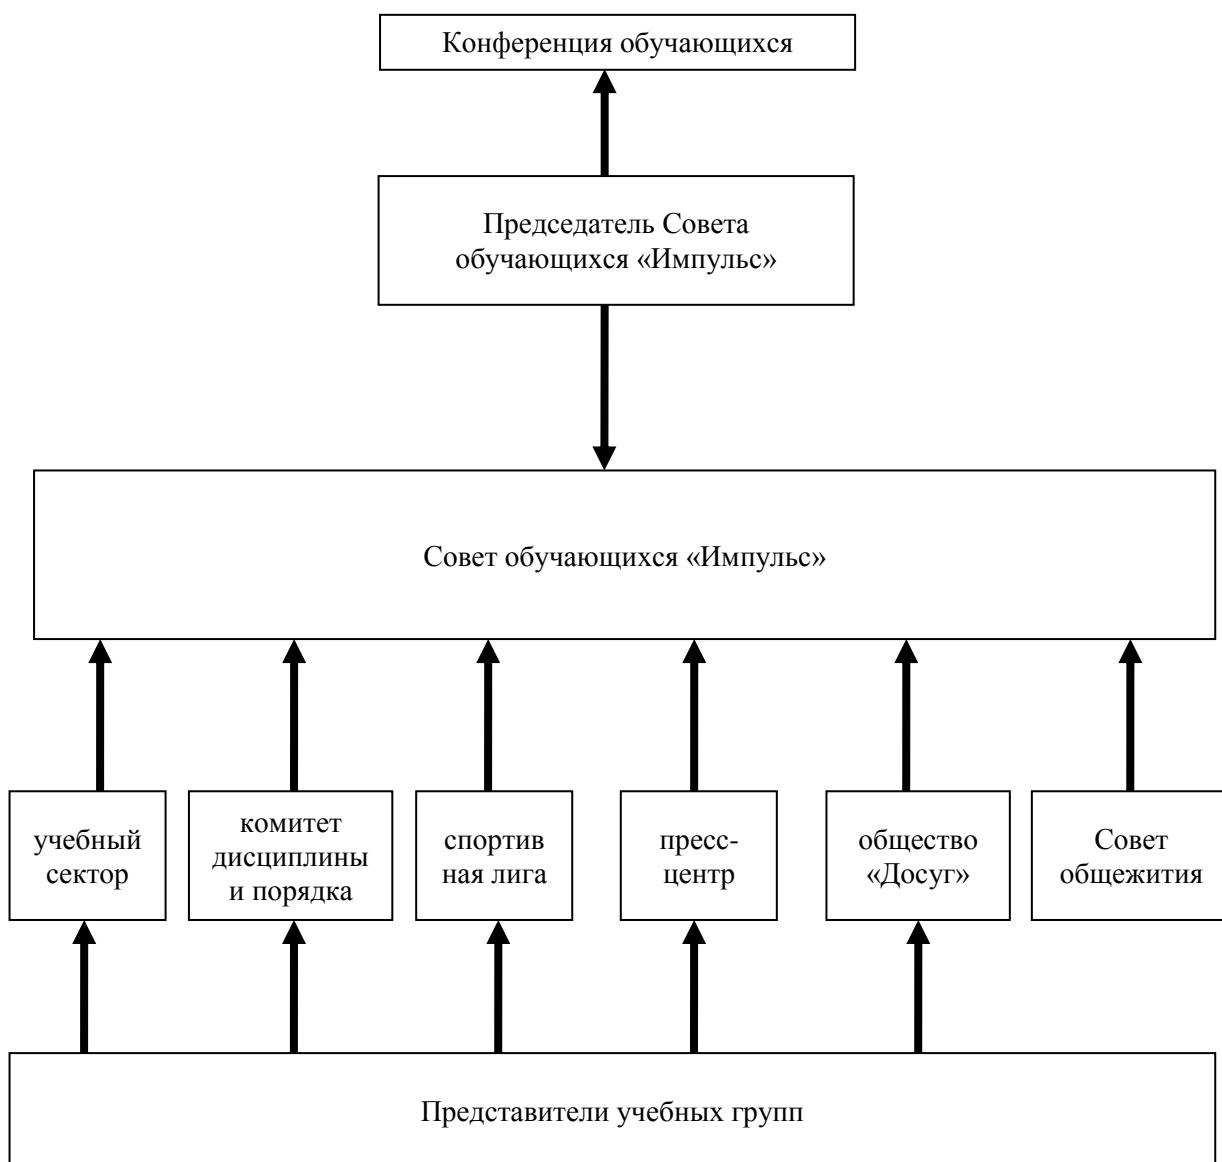 Конференция обучающихся
Председатель Совета
обучающихся «Импульс»
Совет обучающихся «Импульс»
учебный
сектор
комитет
дисциплины
и порядка
спортив
ная лига
пресс-
центр
общество
«Досуг»
Совет
общежития
Представители учебных групп